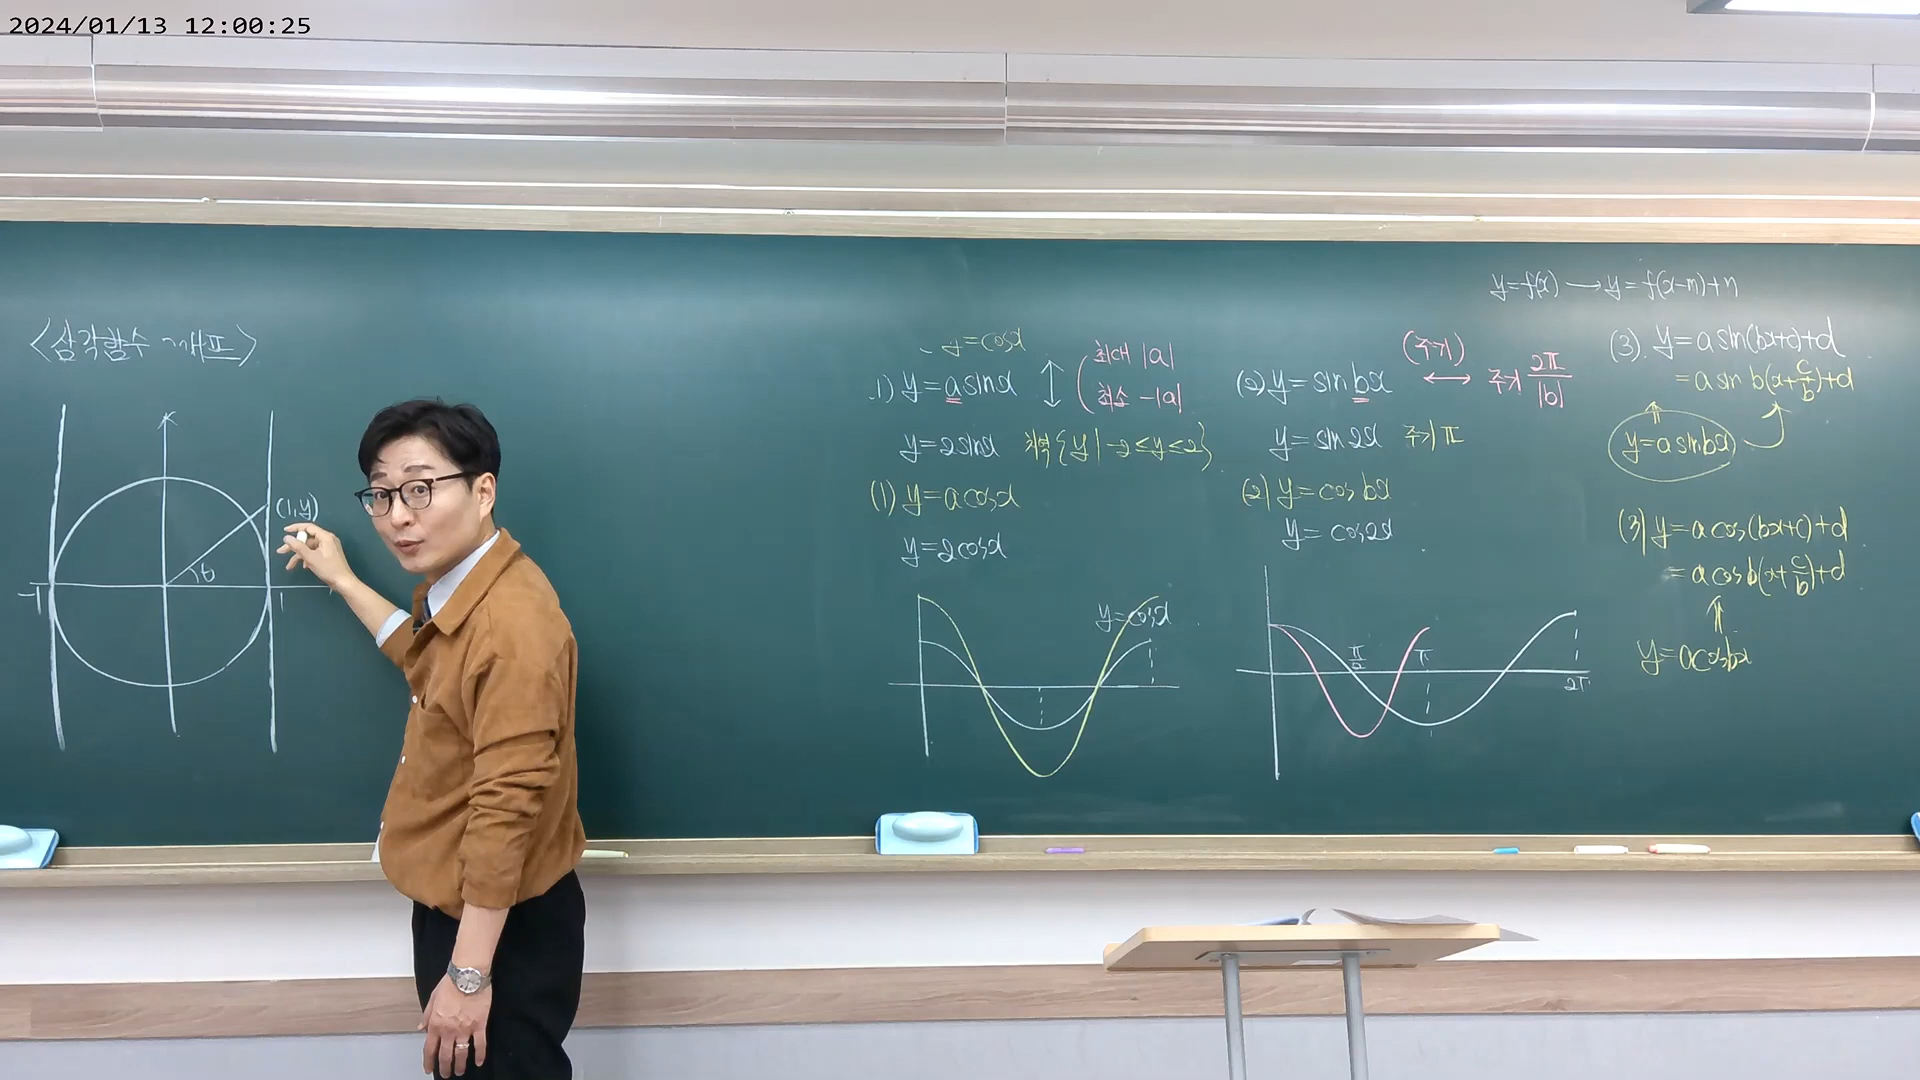 2024/01/13 12:00:25
y=f(x) → y=f(x-m)+n
<삼각함수 그래프>
(1,y)
θ
-1
1
y=cosx
1) y=asinx
최대 |a|
최소 -|a|
y=2sinx 치역{y|-2≤y≤2}
(1) y=acosx
y=2cosx
y=cosx
(주기)
(2) y=sinbx ↔ 주기 2π/|b|
y=sin2x 주기 π
(2) y=cosbx
y=cos2x
π/2
π
2π
(3). y=asin(bx+c)+d
=asin b(x+c/b)+d
y=asinbx
(3) y=acos(bx+c)+d
=acosb(x+c/b)+d
y=acosbx